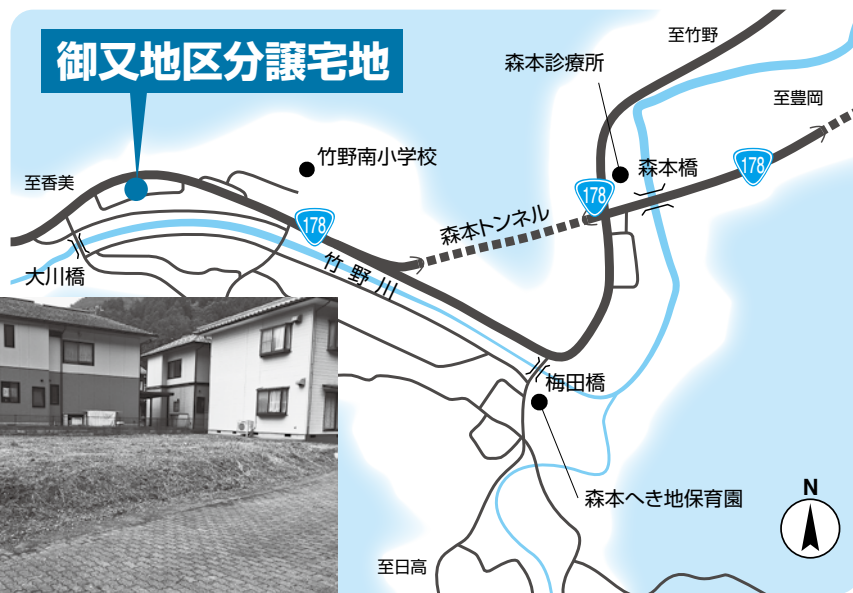 御又地区分譲宅地
至竹野
森本診療所
至豊岡
竹野南小学校
森本橋
178
至香美
178
178
森本トンネル
大川橋
竹野川
梅田橋
森本へき地保育園
N
至日高